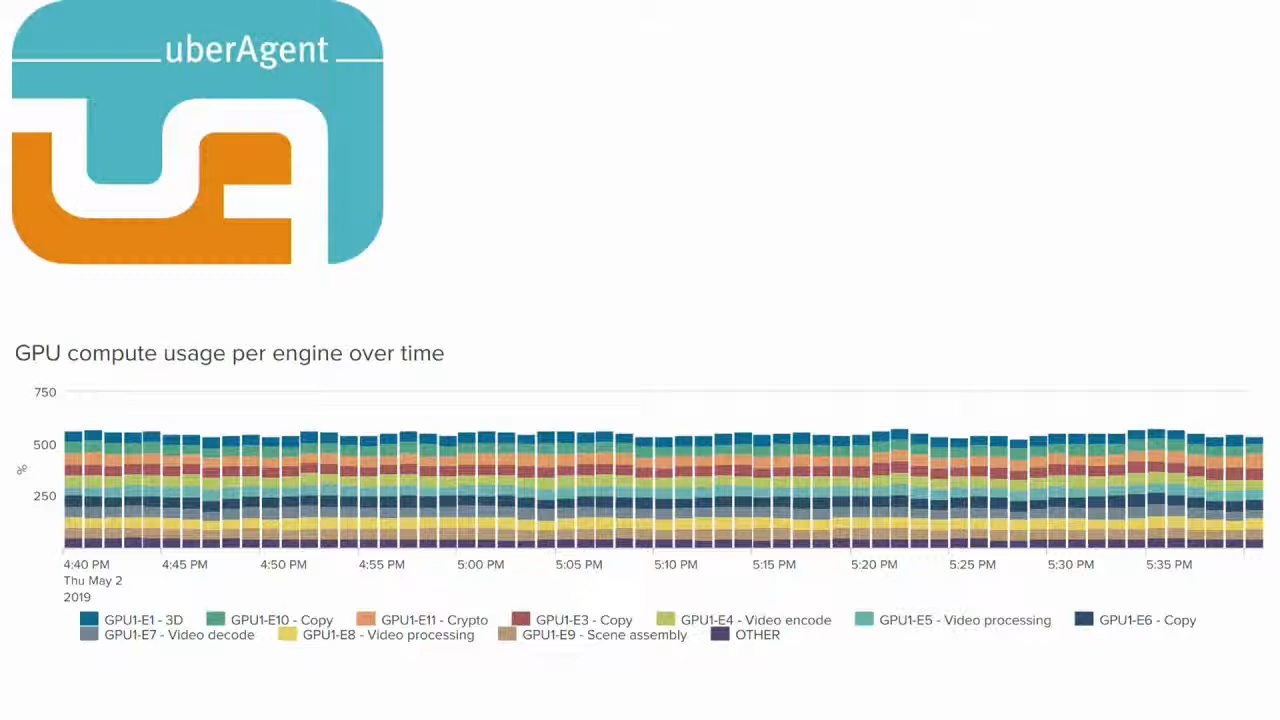 uberAgent
GPU compute usage per engine over time
750
500
%
250
4:40 PM 4:45 PM 4:50 PM 4:55 PM 5:00 PM 5:05 PM 5:10 PM 5:15 PM 5:20 PM 5:25 PM 5:30 PM 5:35 PM
Thu May 2
2019
GPU1-E1 - 3D GPU1-E10 - Copy GPU1-E11 - Crypto GPU1-E3 - Copy GPU1-E4 - Video encode GPU1-E5 - Video processing GPU1-E6 - Copy
GPU1-E7 - Video decode GPU1-E8 - Video processing GPU1-E9 - Scene assembly OTHER